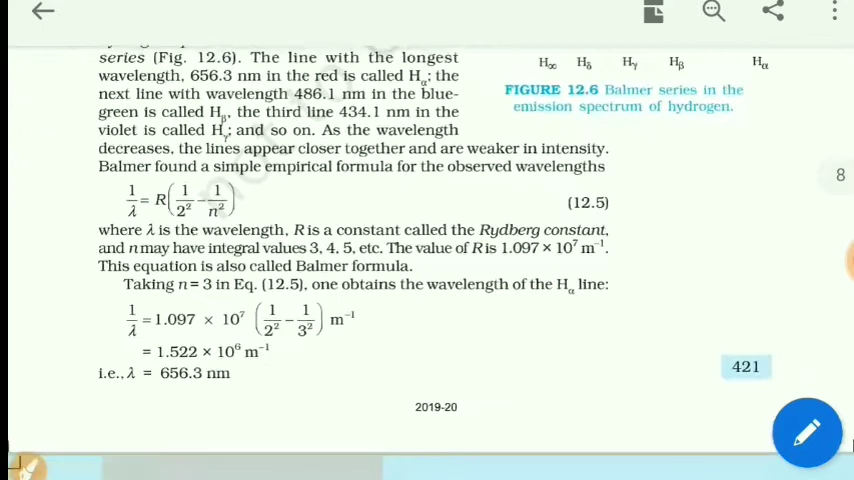 series (Fig. 12.6). The line with the longest
wavelength, 656.3 nm in the red is called Hα; the
next line with wavelength 486.1 nm in the blue-
green is called Hβ, the third line 434.1 nm in the
violet is called Hγ; and so on. As the wavelength
decreases, the lines appear closer together and are weaker in intensity.
Balmer found a simple empirical formula for the observed wavelengths
H∞ Hδ Hγ Hβ Hα
FIGURE 12.6 Balmer series in the
emission spectrum of hydrogen.
1/λ = R(1/2² − 1/n²) (12.5)
where λ is the wavelength, R is a constant called the Rydberg constant,
and n may have integral values 3, 4, 5, etc. The value of R is 1.097 × 10⁷ m⁻¹.
This equation is also called Balmer formula.
Taking n = 3 in Eq. (12.5), one obtains the wavelength of the Hα line:
1/λ = 1.097 × 10⁷ (1/2² − 1/3²) m⁻¹
= 1.522 × 10⁶ m⁻¹
i.e., λ = 656.3 nm
421
2019-20
8